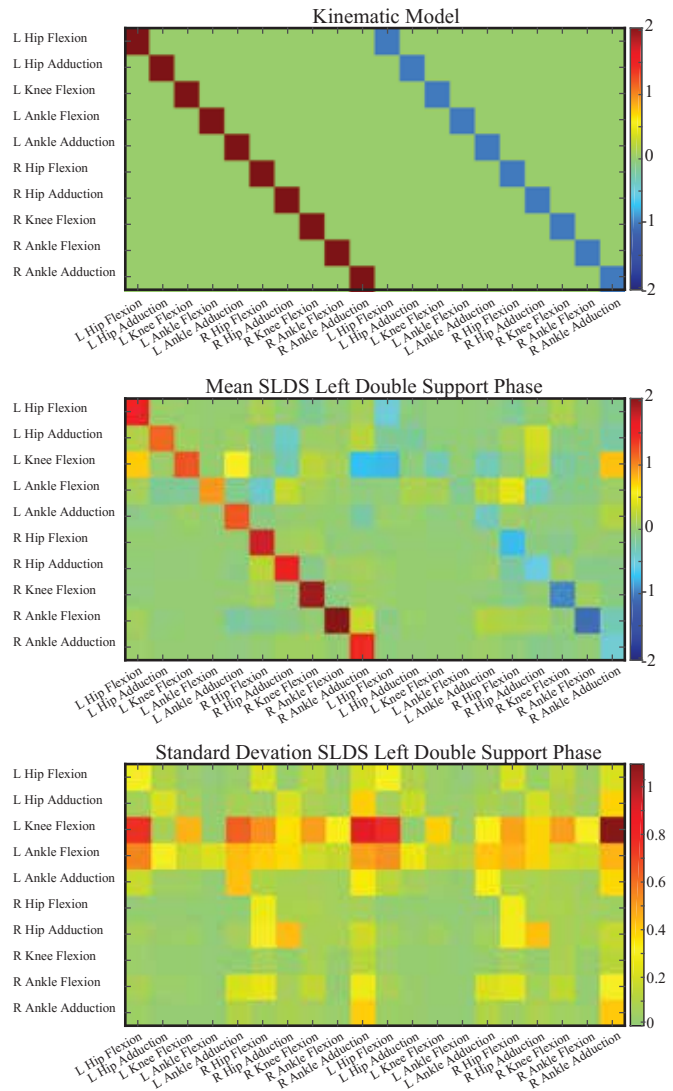 Kinematic Model
L Hip Flexion
L Hip Adduction
L Knee Flexion
L Ankle Flexion
L Ankle Adduction
R Hip Flexion
R Hip Adduction
R Knee Flexion
R Ankle Flexion
R Ankle Adduction
2
1
0
-1
-2
L Hip Flexion
L Hip Adduction
L Knee Flexion
L Ankle Flexion
L Ankle Adduction
R Hip Flexion
R Hip Adduction
R Knee Flexion
R Ankle Flexion
R Ankle Adduction
L Hip Flexion
L Hip Adduction
L Knee Flexion
L Ankle Flexion
L Ankle Adduction
R Hip Flexion
R Hip Adduction
R Knee Flexion
R Ankle Flexion
R Ankle Adduction
Mean SLDS Left Double Support Phase
L Hip Flexion
L Hip Adduction
L Knee Flexion
L Ankle Flexion
L Ankle Adduction
R Hip Flexion
R Hip Adduction
R Knee Flexion
R Ankle Flexion
R Ankle Adduction
2
1
0
-1
-2
L Hip Flexion
L Hip Adduction
L Knee Flexion
L Ankle Flexion
L Ankle Adduction
R Hip Flexion
R Hip Adduction
R Knee Flexion
R Ankle Flexion
R Ankle Adduction
L Hip Flexion
L Hip Adduction
L Knee Flexion
L Ankle Flexion
L Ankle Adduction
R Hip Flexion
R Hip Adduction
R Knee Flexion
R Ankle Flexion
R Ankle Adduction
Standard Devation SLDS Left Double Support Phase
L Hip Flexion
L Hip Adduction
L Knee Flexion
L Ankle Flexion
L Ankle Adduction
R Hip Flexion
R Hip Adduction
R Knee Flexion
R Ankle Flexion
R Ankle Adduction
1
0.8
0.6
0.4
0.2
0
L Hip Flexion
L Hip Adduction
L Knee Flexion
L Ankle Flexion
L Ankle Adduction
R Hip Flexion
R Hip Adduction
R Knee Flexion
R Ankle Flexion
R Ankle Adduction
L Hip Flexion
L Hip Adduction
L Knee Flexion
L Ankle Flexion
L Ankle Adduction
R Hip Flexion
R Hip Adduction
R Knee Flexion
R Ankle Flexion
R Ankle Adduction